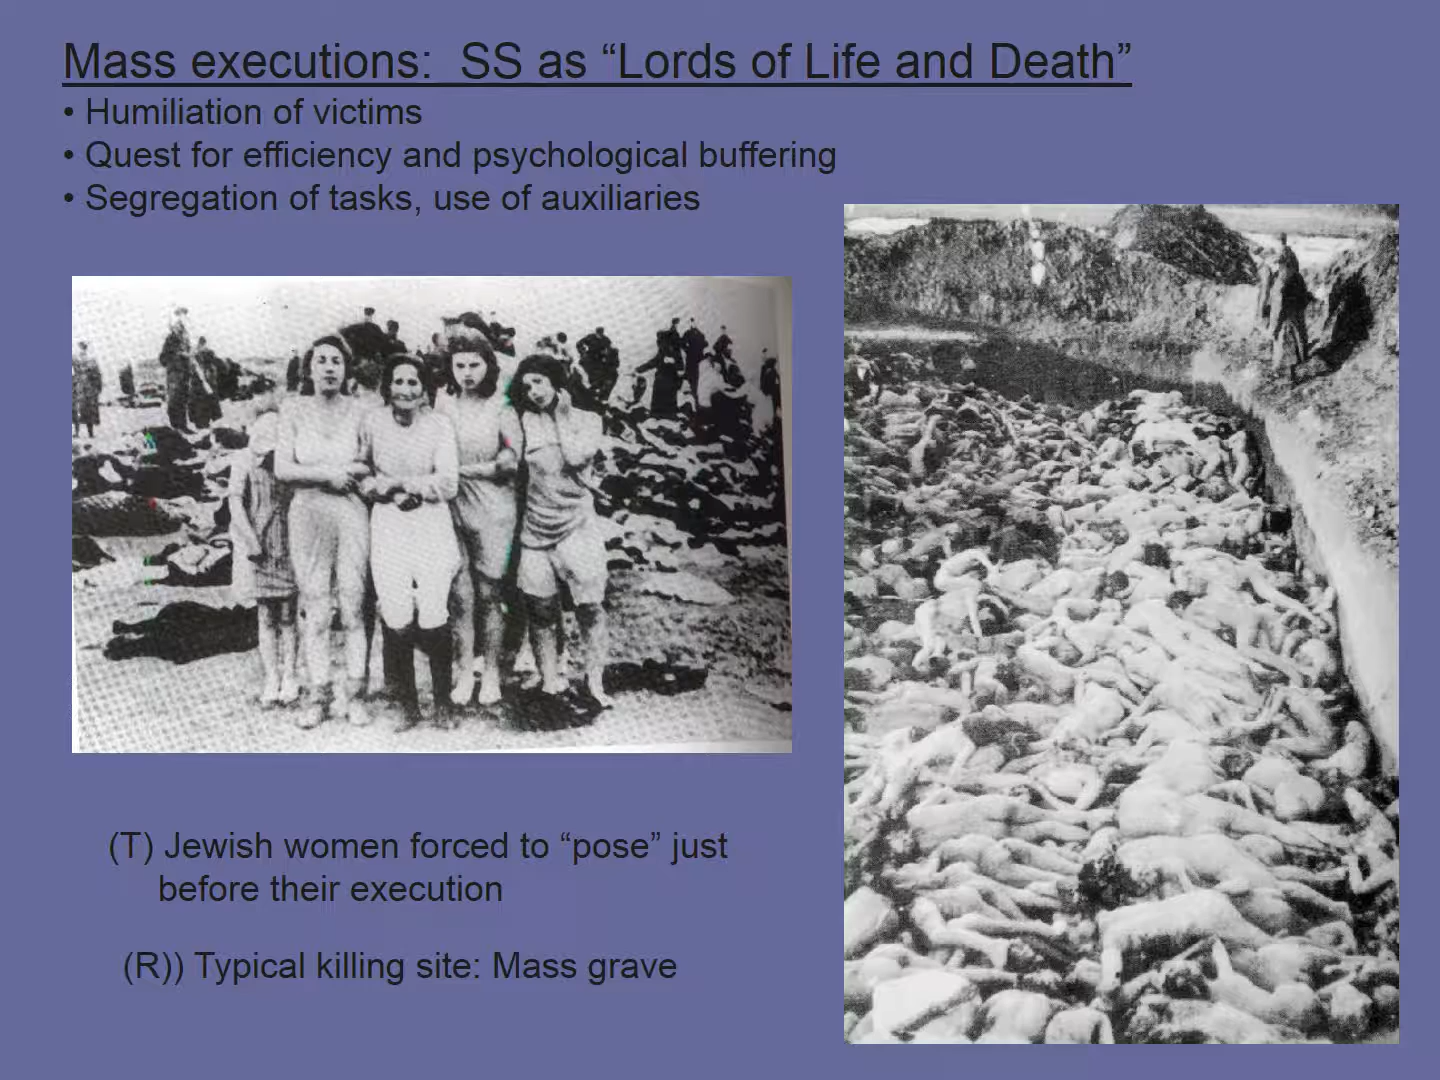 Mass executions:  SS as “Lords of Life and Death”
• Humiliation of victims
• Quest for efficiency and psychological buffering
• Segregation of tasks, use of auxiliaries
(T) Jewish women forced to “pose” just
before their execution
(R)) Typical killing site: Mass grave